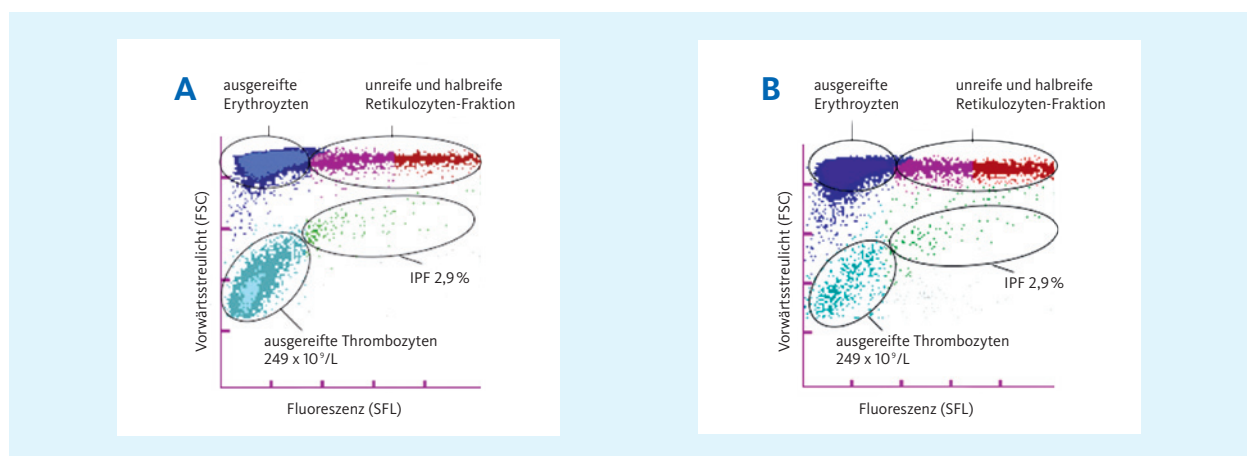 A
ausgereifte
Erythroyzten
unreife und halbreife
Retikulozyten-Fraktion
Vorwärtsstreulicht (FSC)
IPF 2,9 %
ausgereifte Thrombozyten
249 x 10⁹/L
Fluoreszenz (SFL)
B
ausgereifte
Erythroyzten
unreife und halbreife
Retikulozyten-Fraktion
Vorwärtsstreulicht (FSC)
IPF 2,9 %
ausgereifte Thrombozyten
249 x 10⁹/L
Fluoreszenz (SFL)